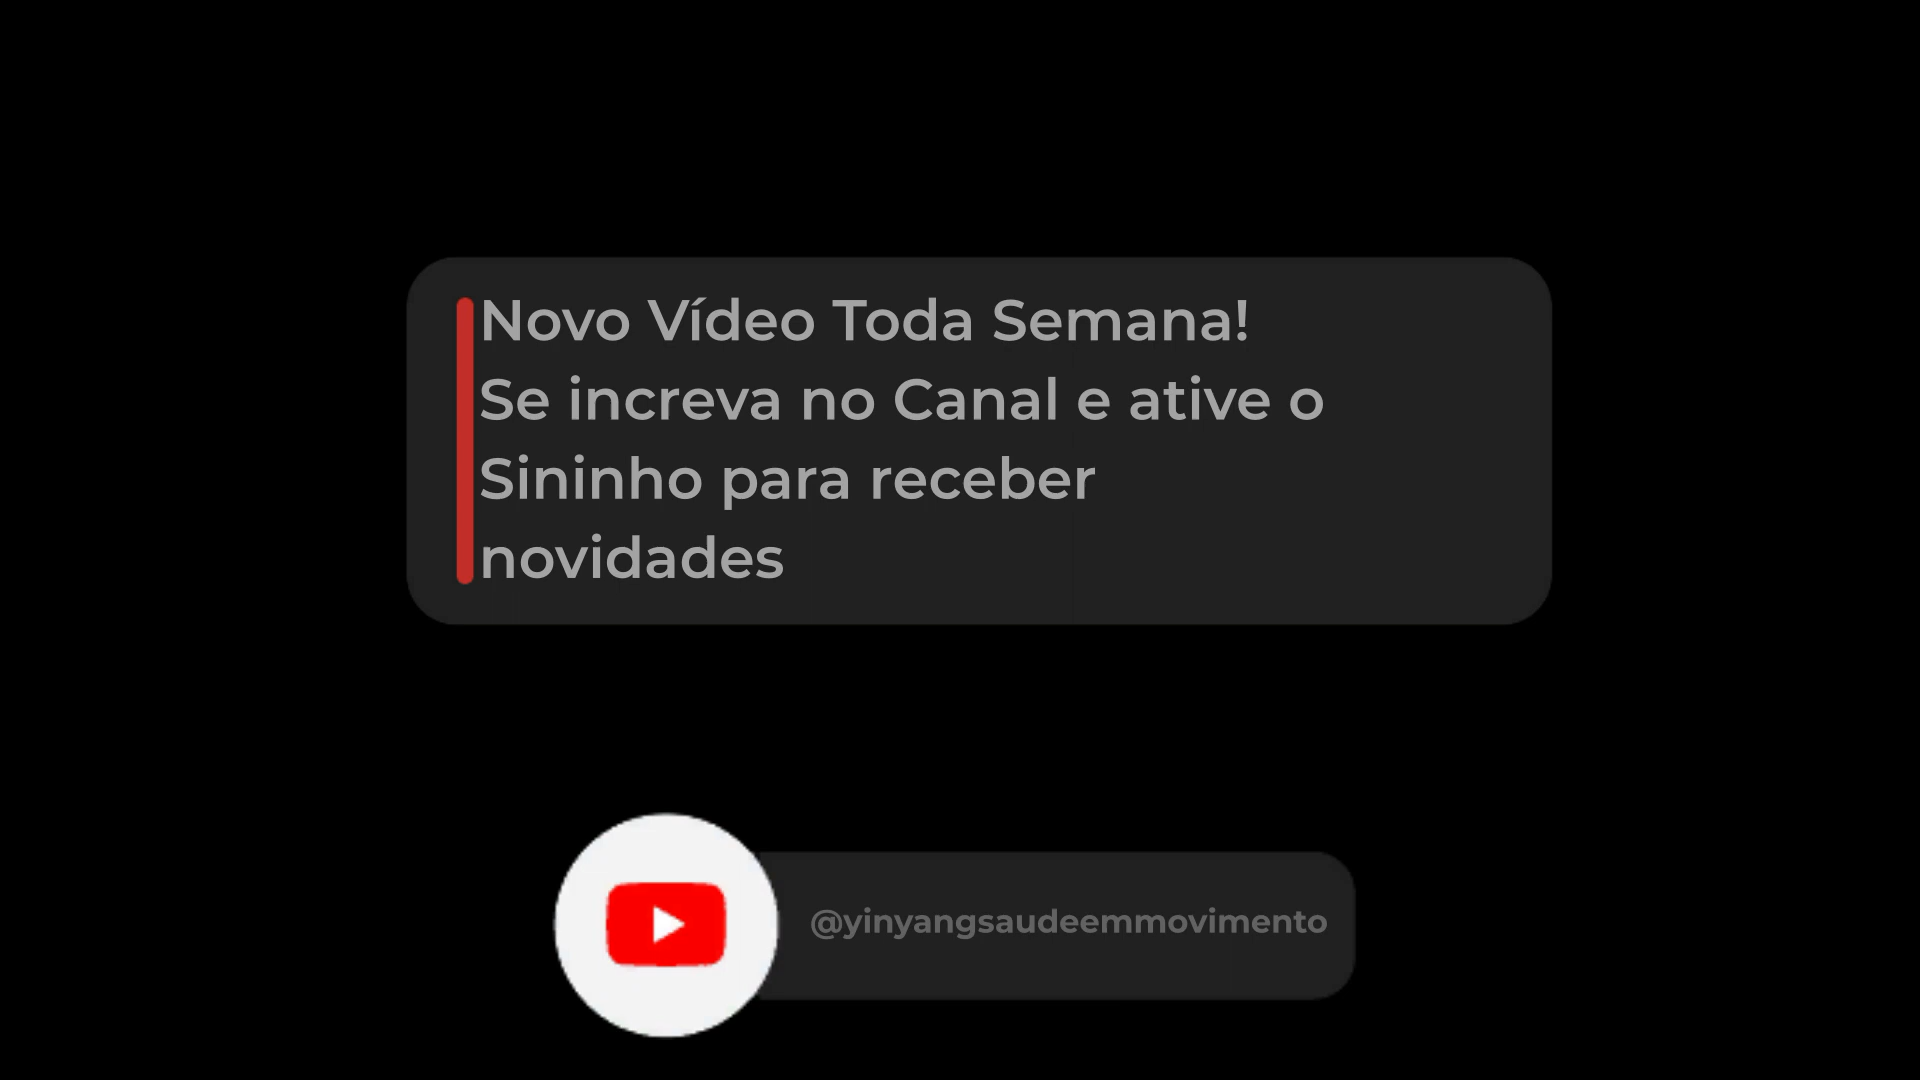 Novo Vídeo Toda Semana!
Se increva no Canal e ative o
Sininho para receber
novidades
@yinyangsaudeemmovimento